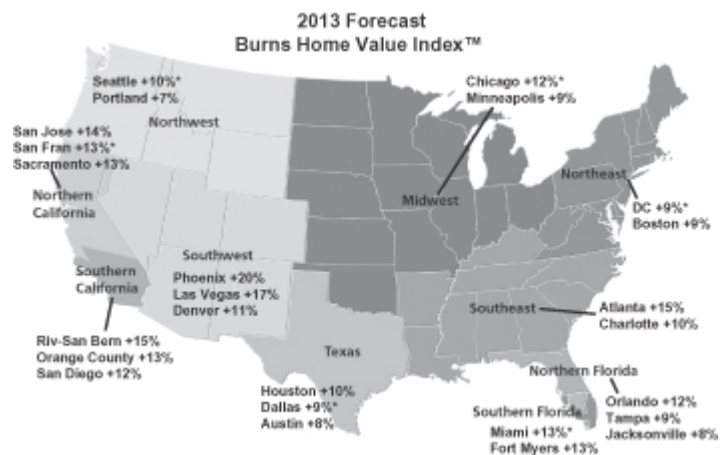 2013 Forecast
Burns Home Value Index™
Seattle +10%*
Portland +7%
Northwest
Chicago +12%*
Minneapolis +9%
San Jose +14%
San Fran +13%*
Sacramento +13%
Northern
California
Midwest
Northeast
DC +9%*
Boston +9%
Southwest
Phoenix +20%
Las Vegas +17%
Denver +11%
Southern
California
Southeast
Atlanta +15%
Charlotte +10%
Riv-San Bern +15%
Orange County +13%
San Diego +12%
Texas
Houston +10%
Dallas +9%*
Austin +8%
Northern Florida
Orlando +12%
Tampa +9%
Jacksonville +8%
Southern Florida
Miami +13%*
Fort Myers +13%